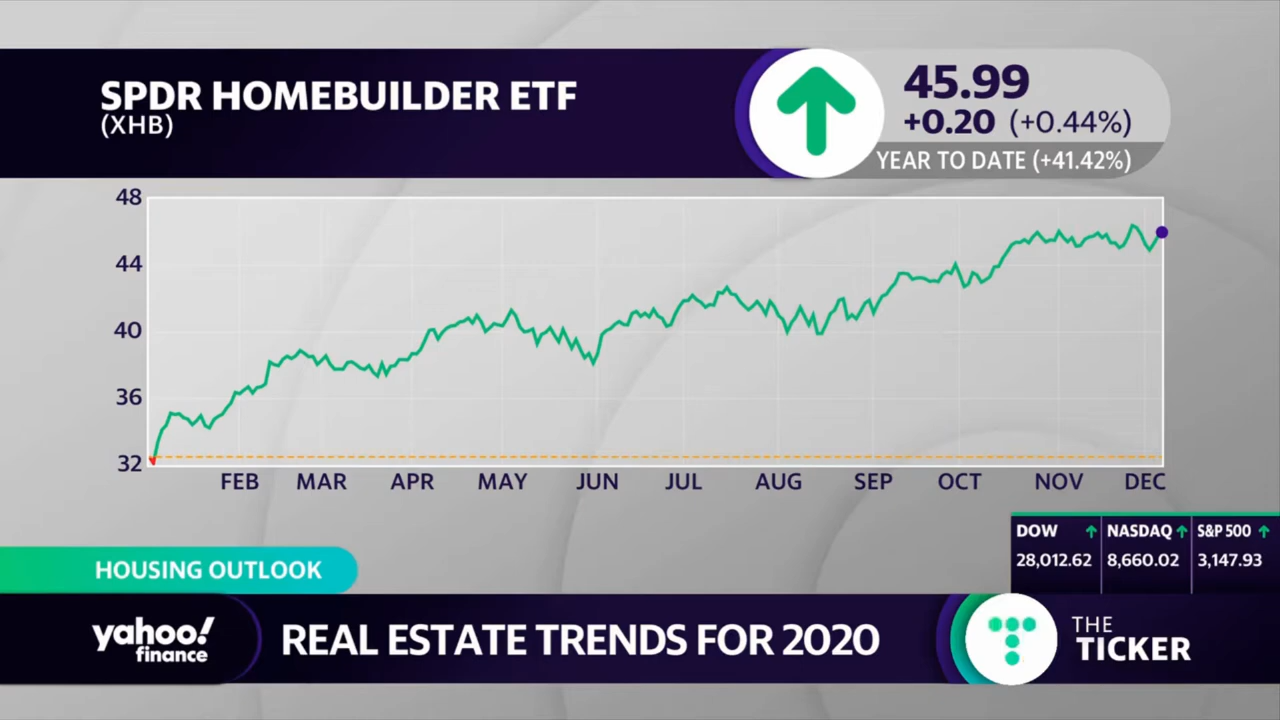 SPDR HOMEBUILDER ETF
(XHB)
45.99
+0.20 (+0.44%)
YEAR TO DATE (+41.42%)
48
44
40
36
32
FEB MAR APR MAY JUN JUL AUG SEP OCT NOV DEC
DOW NASDAQ S&P 500
28,012.62 8,660.02 3,147.93
HOUSING OUTLOOK
yahoo!
finance
REAL ESTATE TRENDS FOR 2020
THE
TICKER